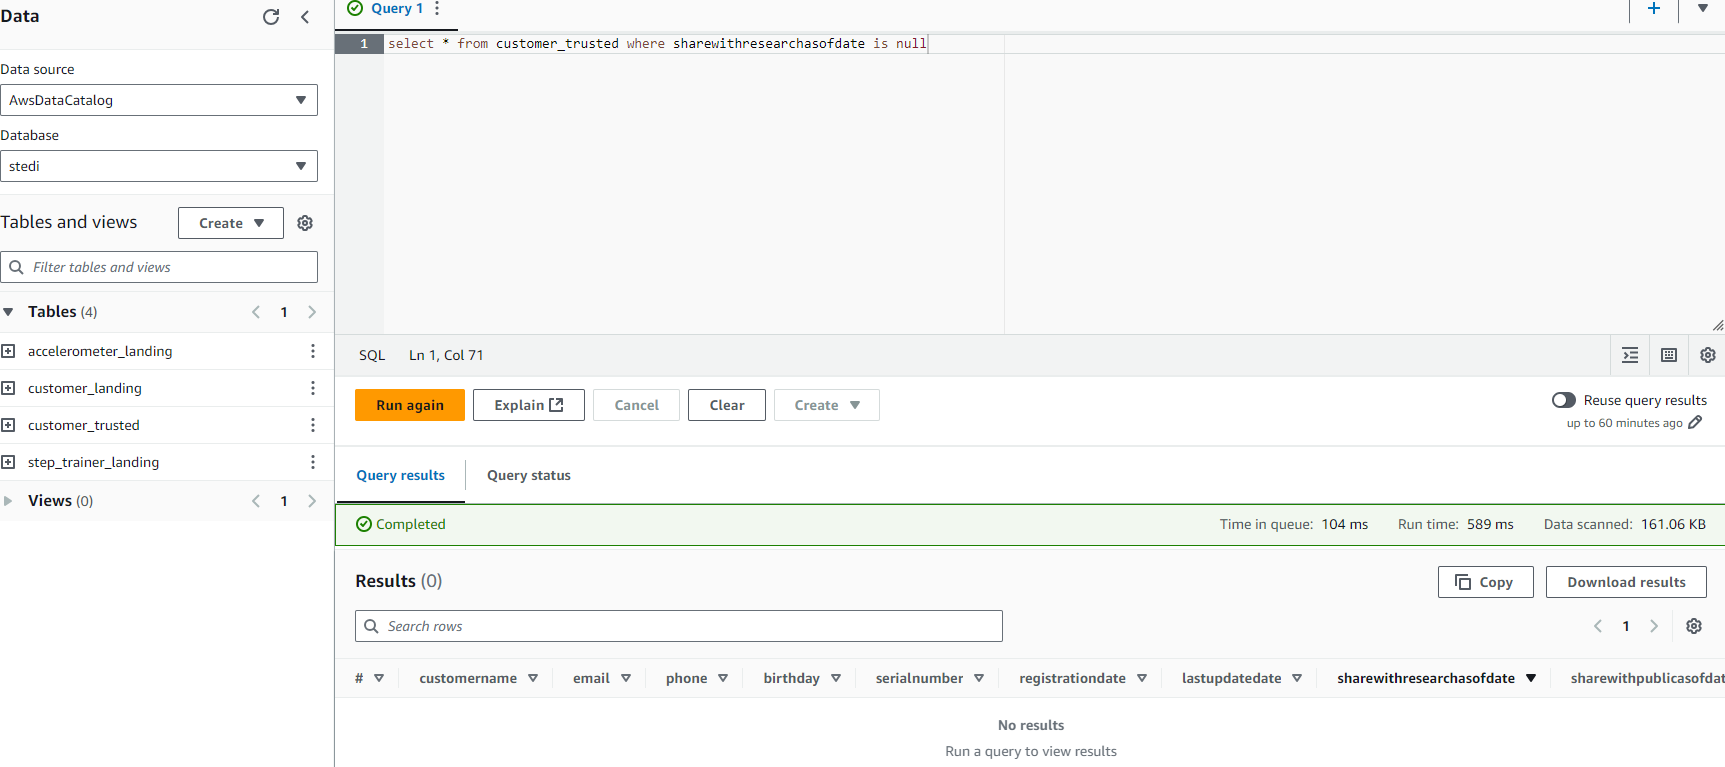 Data
Data source
AwsDataCatalog
Database
stedi
Tables and views
Create
Filter tables and views
Tables (4)
1
accelerometer_landing
customer_landing
customer_trusted
step_trainer_landing
Views (0)
1
Query 1
1 select * from customer_trusted where sharewithresearchasofdate is null
SQL Ln 1, Col 71
Run again Explain Cancel Clear Create
Reuse query results
up to 60 minutes ago
Query results Query status
Completed Time in queue: 104 ms Run time: 589 ms Data scanned: 161.06 KB
Results (0)
Copy Download results
Search rows
1
# customername email phone birthday serialnumber registrationdate lastupdatedate sharewithresearchasofdate sharewithpublicasofdat
No results
Run a query to view results